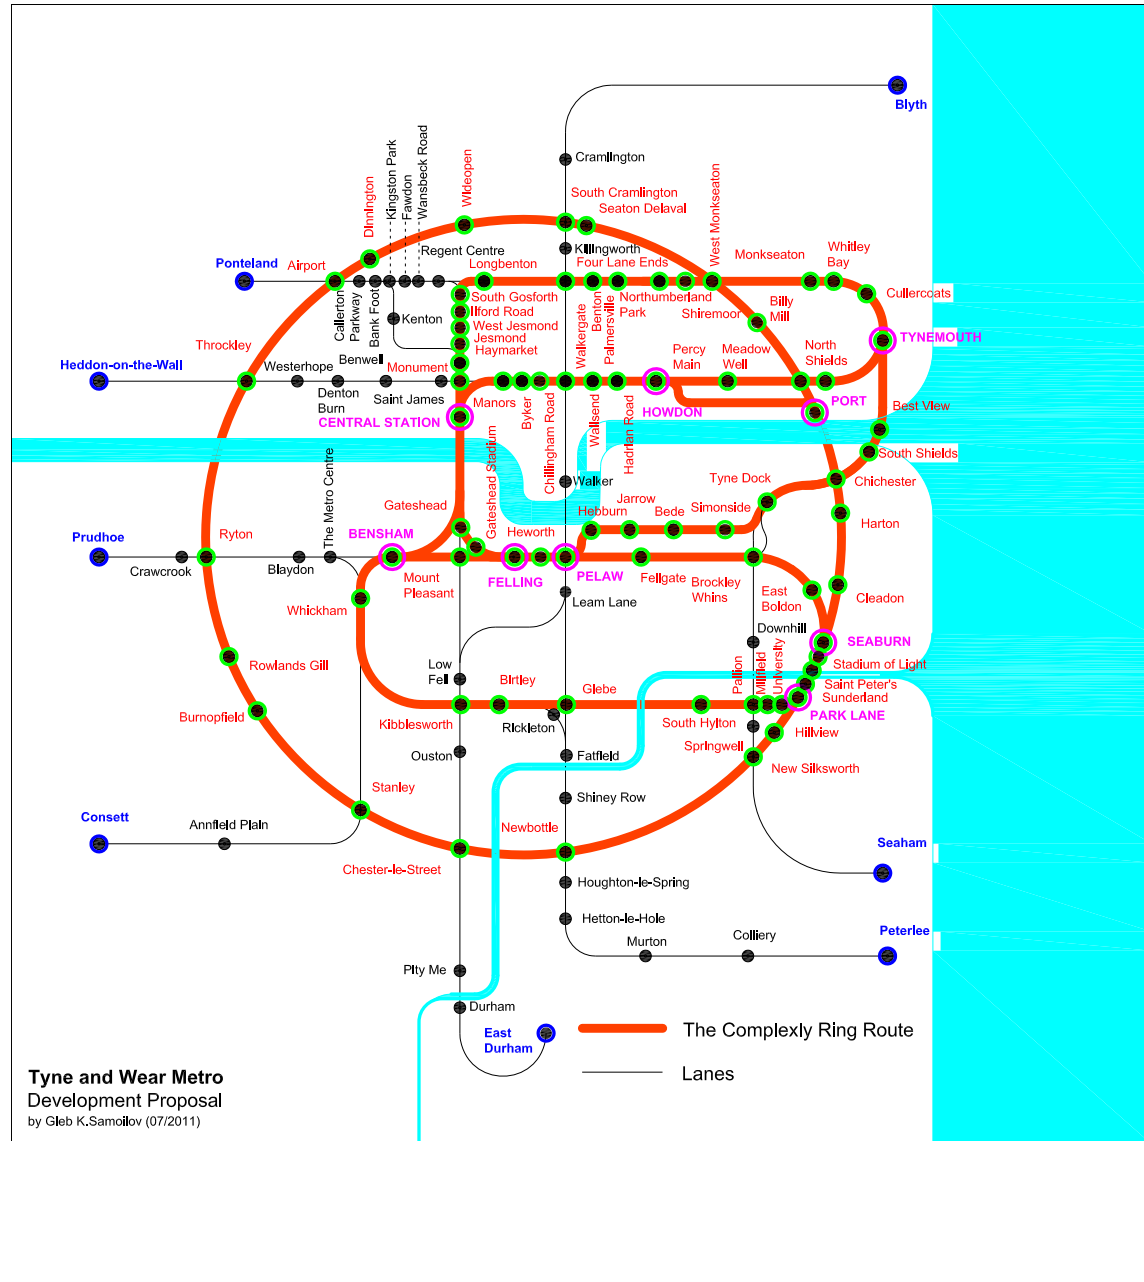 Blyth
Cramlington
Kingston Park
Fawdon
Wansbeck Road
Dinnington
Wideopen
South Cramlington
Seaton Delaval
West Monkseaton
Regent Centre
Killingworth
Monkseaton
Whitley
Bay
Ponteland
Airport
Longbenton
Four Lane Ends
Cullercoats
Callerton
Parkway
Bank Foot
South Gosforth
Ilford Road
West Jesmond
Jesmond
Haymarket
Kenton
Walkergate
Benton
Palmersville
Northumberland
Park
Shiremoor
Billy
Mill
TYNEMOUTH
Throckley
Heddon-on-the-Wall
Westerhope
Benwell
Monument
Percy
Main
Meadow
Well
North
Shields
Denton
Burn
Saint James
Manors
Byker
Chillingham Road
Wallsend
Hadrian Road
HOWDON
PORT
CENTRAL STATION
Best View
South Shields
Gateshead Stadium
Walker
Tyne Dock
Chichester
The Metro Centre
Gateshead
Hebburn
Jarrow
Bede
Simonside
Harton
Prudhoe
Ryton
BENSHAM
Heworth
Crawcrook
Blaydon
Mount
Pleasant
FELLING
PELAW
Fellgate
Brockley
Whins
East
Boldon
Cleadon
Whickham
Leam Lane
Downhill
SEABURN
Rowlands Gill
Low
Fell
Birtley
Glebe
Pallion
Millfield
University
Stadium of Light
Saint Peter's
Sunderland
PARK LANE
Burnopfield
Kibblesworth
Rickleton
South Hylton
Hillview
Ouston
Fatfield
Springwell
New Silksworth
Stanley
Shiney Row
Consett
Annfield Plain
Newbottle
Seaham
Chester-le-Street
Houghton-le-Spring
Hetton-le-Hole
Murton
Colliery
Peterlee
Pity Me
Durham
East
Durham
The Complexly Ring Route
Lanes
Tyne and Wear Metro
Development Proposal
by Gleb K.Samoilov (07/2011)